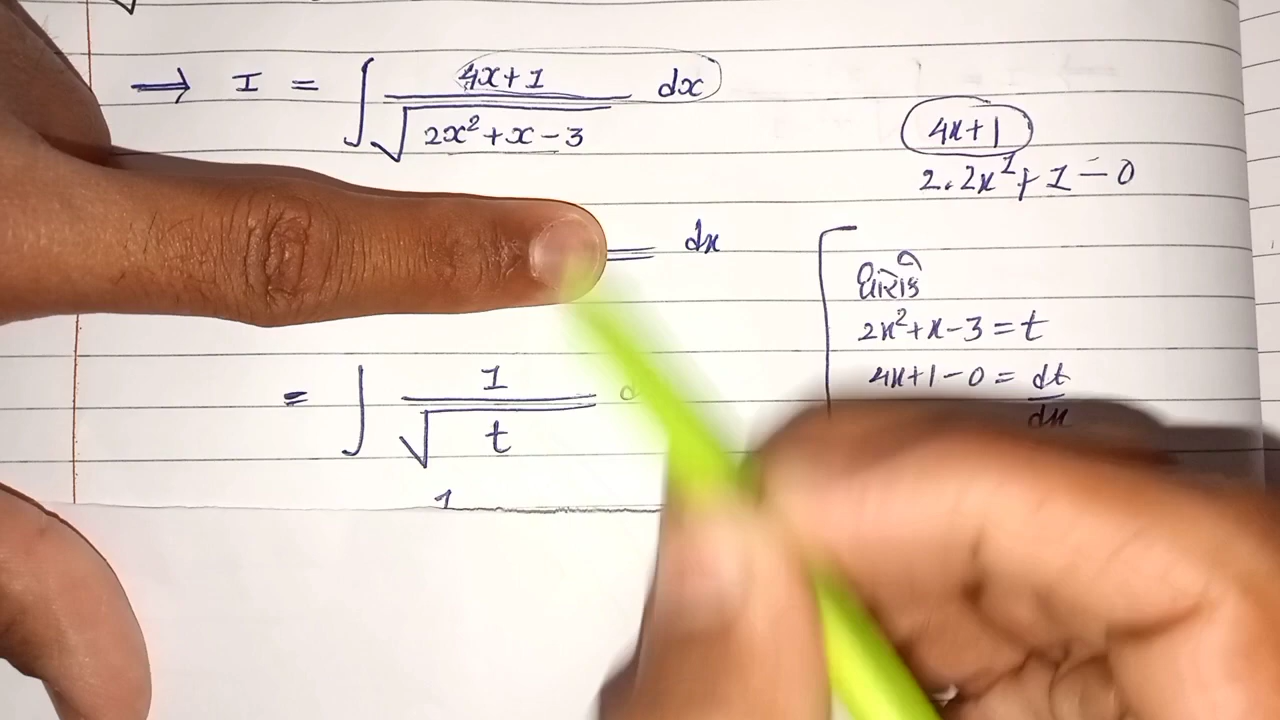 ⟹ I = ∫ 4x+1 / √(2x²+x-3) dx
4x+1
2.2x¹+1-0
dx
ધારોકે
2x²+x-3=t
4x+1-0 = dt/dx
= ∫ 1/√t
1